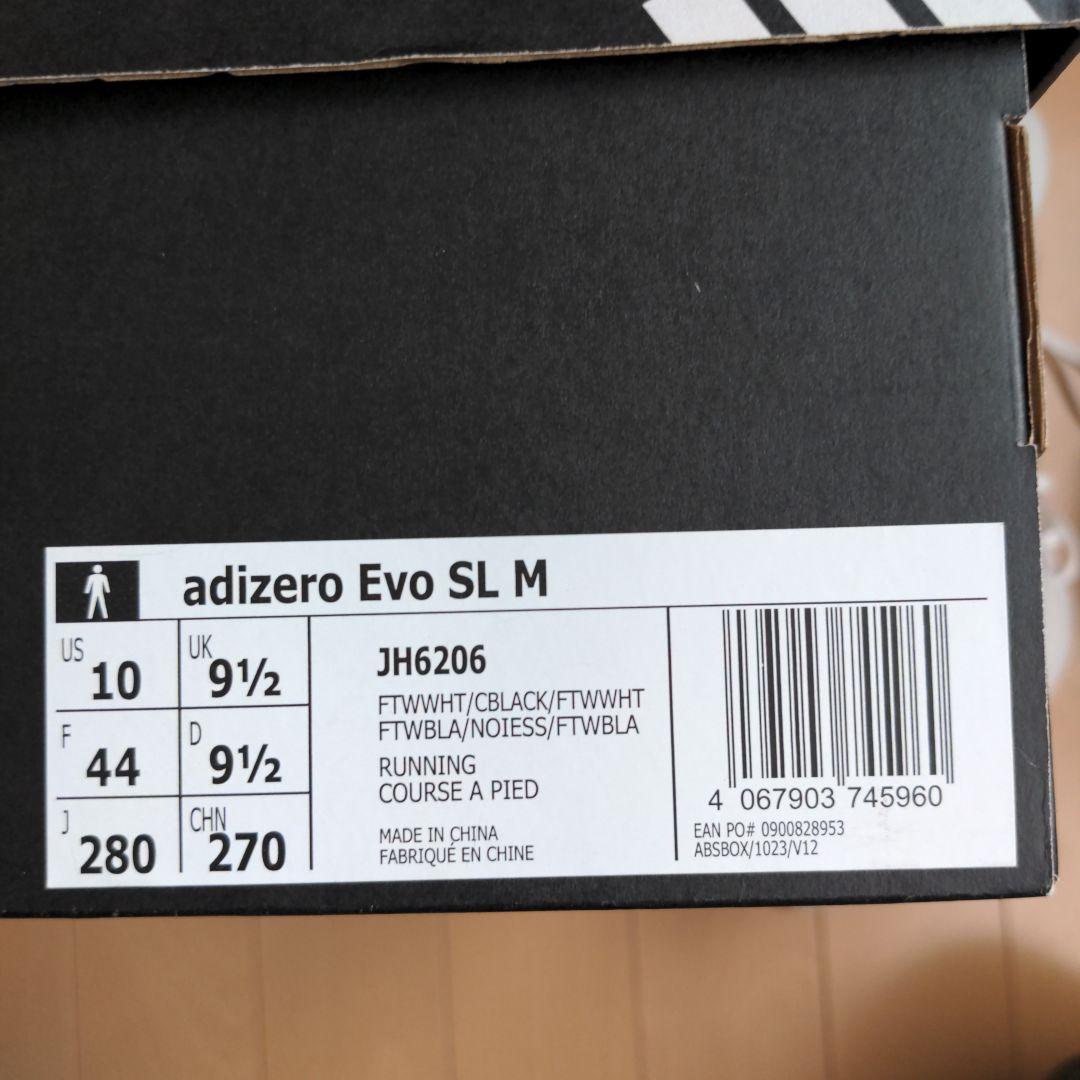 adizero Evo SL M
US 10 UK 9½
F 44 D 9½
J 280 CHN 270
JH6206
FTWWHT/CBLACK/FTWWHT
FTWBLA/NOIESS/FTWBLA
RUNNING
COURSE A PIED
MADE IN CHINA
FABRIQUÉ EN CHINE
4 067903 745960
EAN PO# 0900828953
ABSBOX/1023/V12